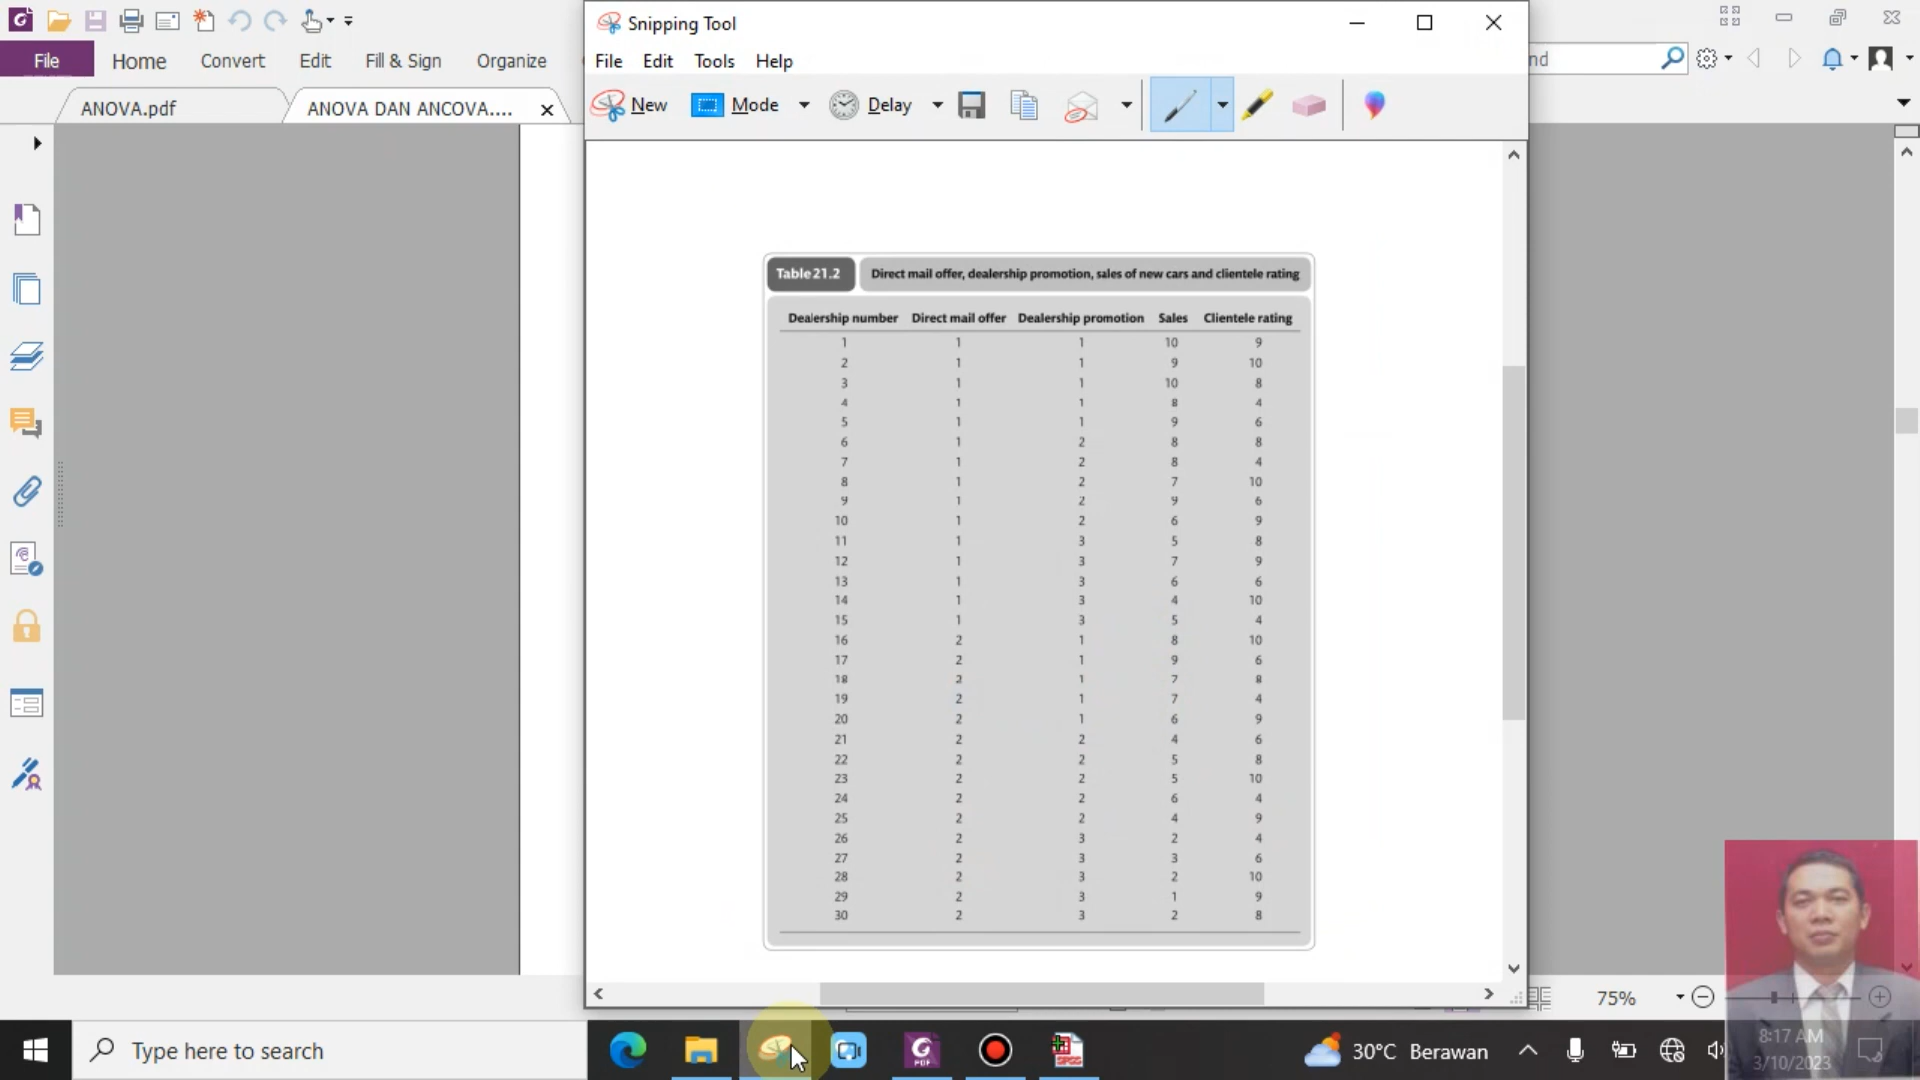 Snipping Tool
File Home Convert Edit Fill & Sign Organize
File Edit Tools Help
nd
New Mode Delay
ANOVA.pdf ANOVA DAN ANCOVA....
Table 21.2 Direct mail offer, dealership promotion, sales of new cars and clientele rating
Dealership number Direct mail offer Dealership promotion Sales Clientele rating
1 1 1 10 9
2 1 1 9 10
3 1 1 10 8
4 1 1 8 4
5 1 1 9 6
6 1 2 8 8
7 1 2 8 4
8 1 2 7 10
9 1 2 9 6
10 1 2 6 9
11 1 3 5 8
12 1 3 7 9
13 1 3 6 6
14 1 3 4 10
15 1 3 5 4
16 2 1 8 10
17 2 1 9 6
18 2 1 7 8
19 2 1 7 4
20 2 1 6 9
21 2 2 4 6
22 2 2 5 8
23 2 2 5 10
24 2 2 6 4
25 2 2 4 9
26 2 3 2 4
27 2 3 3 6
28 2 3 2 10
29 2 3 1 9
30 2 3 2 8
75%
Type here to search
30°C Berawan
8:17 AM
3/10/2023